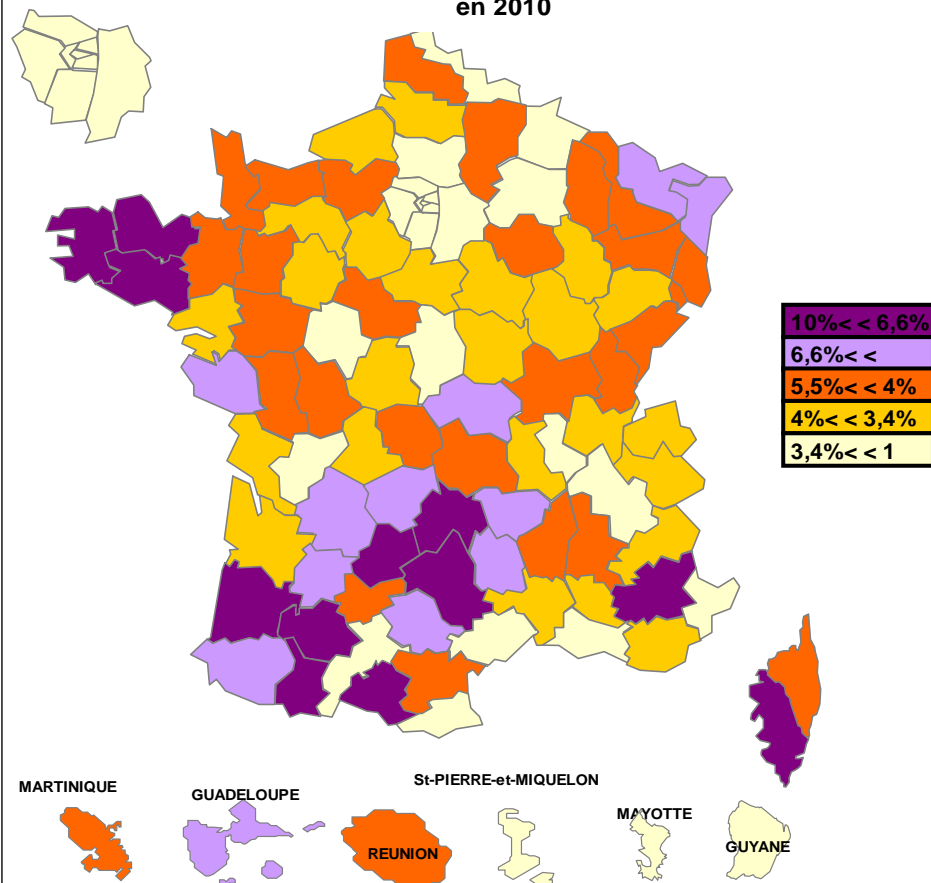 en 2010
10%< < 6,6%
6,6%< <
5,5%< < 4%
4%< < 3,4%
3,4%< < 1
St-PIERRE-et-MIQUELON
MARTINIQUE
GUADELOUPE
MAYOTTE
GUYANE
REUNION